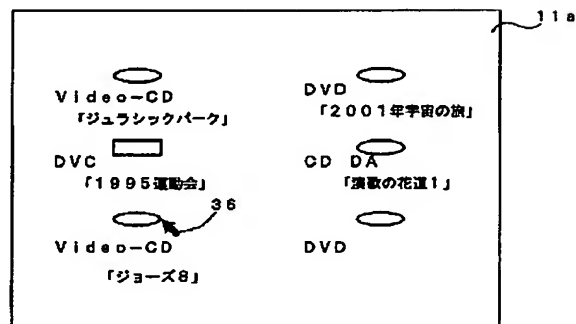 11a
Video-CD
「ジュラシックパーク」
DVD
「2001年宇宙の旅」
DVC
「1995運動会」
CD DA
「演歌の花道1」
36
Video-CD
「ジョーズ8」
DVD